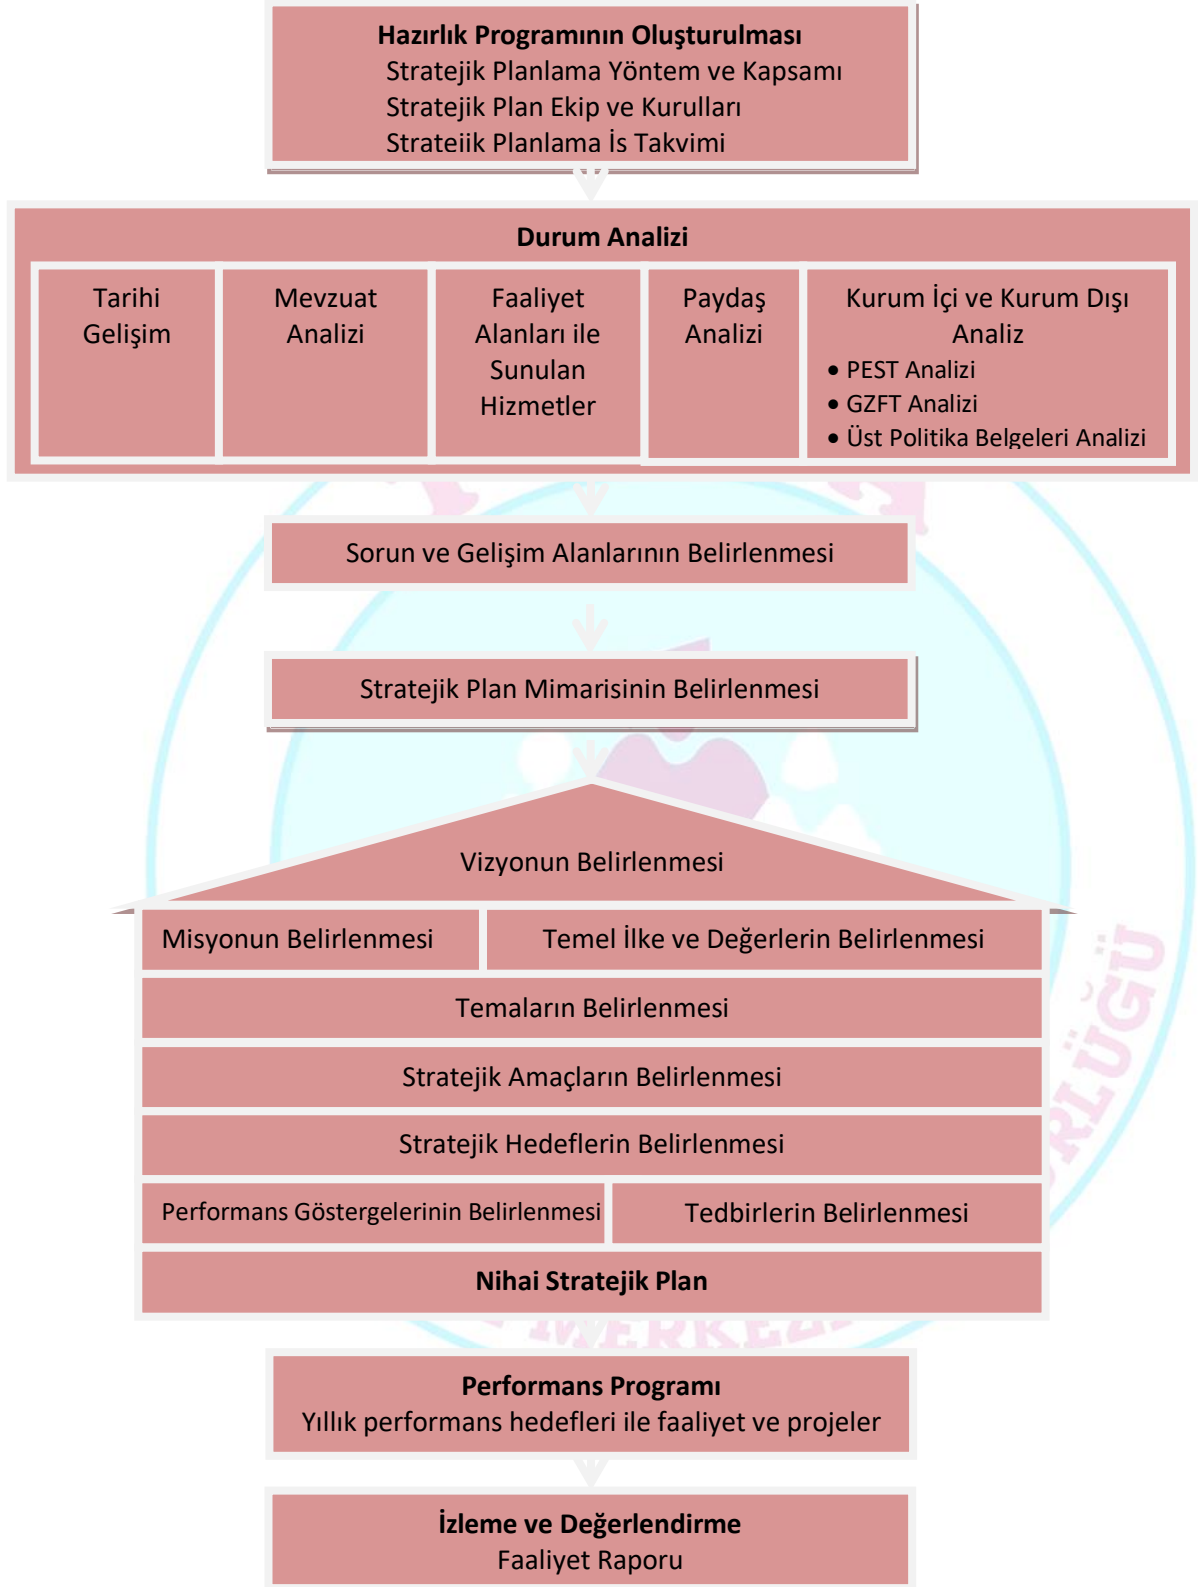 Hazırlık Programının Oluşturulması
Stratejik Planlama Yöntem ve Kapsamı
Stratejik Plan Ekip ve Kurulları
Stratejik Planlama İş Takvimi
Durum Analizi
Tarihi
Gelişim
Mevzuat
Analizi
Faaliyet
Alanları ile
Sunulan
Hizmetler
Paydaş
Analizi
Kurum İçi ve Kurum Dışı
Analiz
• PEST Analizi
• GZFT Analizi
• Üst Politika Belgeleri Analizi
Sorun ve Gelişim Alanlarının Belirlenmesi
Stratejik Plan Mimarisinin Belirlenmesi
Vizyonun Belirlenmesi
Misyonun Belirlenmesi
Temel İlke ve Değerlerin Belirlenmesi
Temaların Belirlenmesi
Stratejik Amaçların Belirlenmesi
Stratejik Hedeflerin Belirlenmesi
Performans Göstergelerinin Belirlenmesi
Tedbirlerin Belirlenmesi
Nihai Stratejik Plan
MERKEZİ
Performans Programı
Yıllık performans hedefleri ile faaliyet ve projeler
İzleme ve Değerlendirme
Faaliyet Raporu